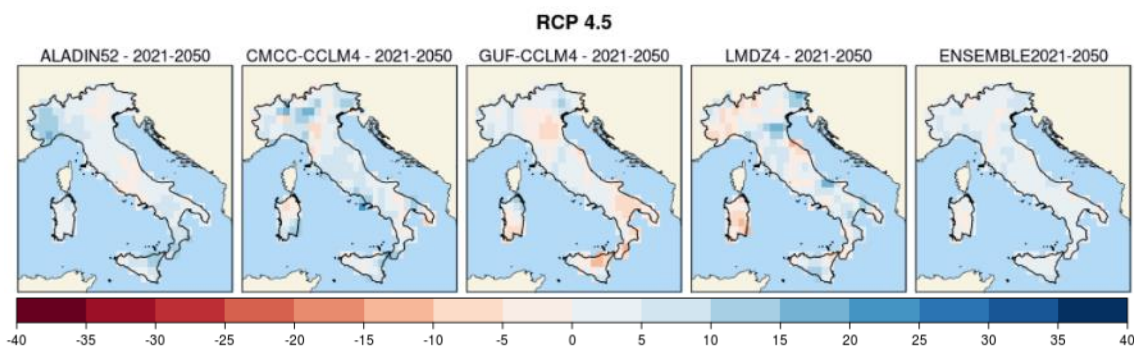 RCP 4.5
ALADIN52 - 2021-2050 CMCC-CCLM4 - 2021-2050 GUF-CCLM4 - 2021-2050 LMDZ4 - 2021-2050 ENSEMBLE2021-2050
-40 -35 -30 -25 -20 -15 -10 -5 0 5 10 15 20 25 30 35 40